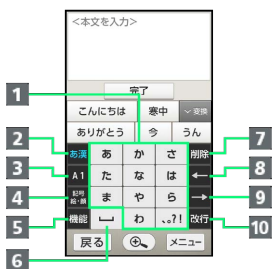 <本文を入力>
完了
こんにちは 寒中 ∨変換
ありがとう 今 うん
1
2 あ漢 あ か さ 削除 7
3 A1 た な は ← 8
4 記号 絵・顔 ま や ら → 9
5 機能 わ 、。?! 改行 10
6 戻る メニュー